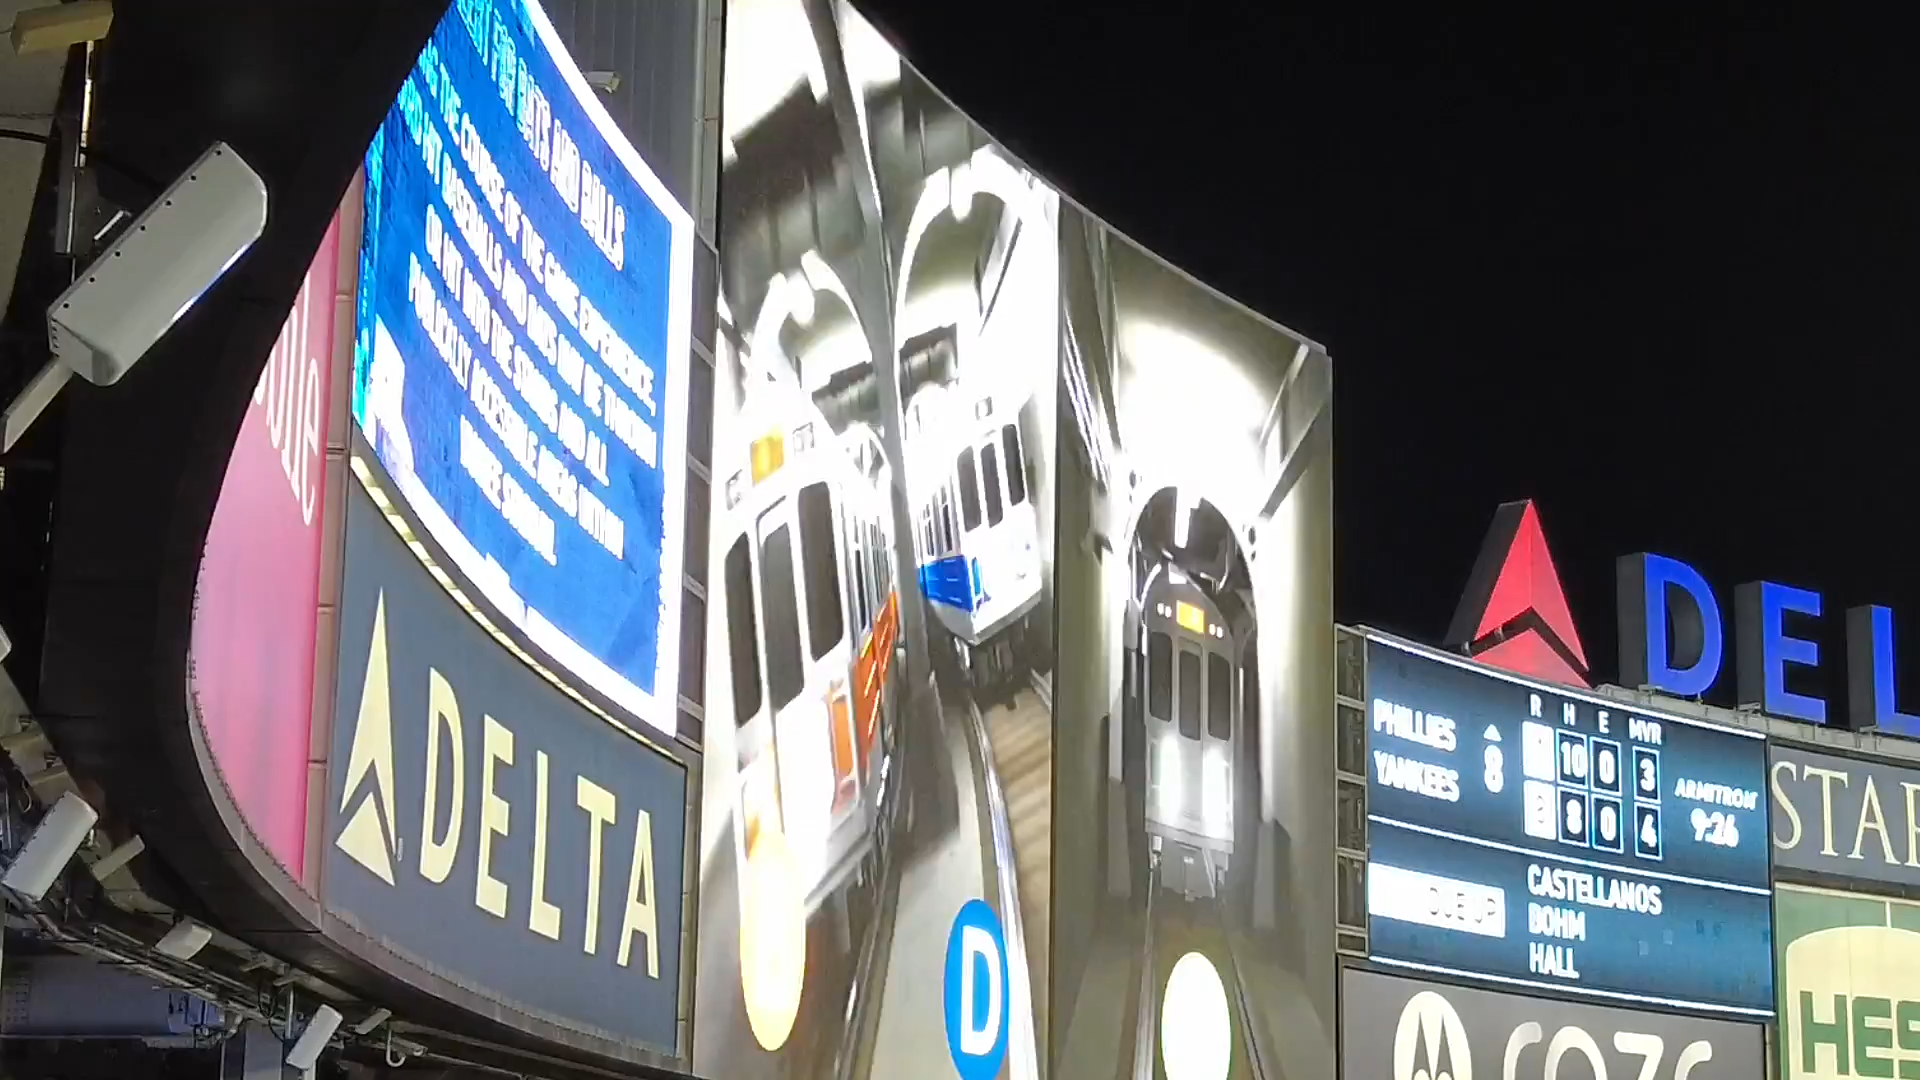 FOR BATS AND BALLS
THE COURSE OF THE GAME EXPERIENCE,
HIT BASEBALLS AND BATS MAY BE THROWN
OR HIT INTO THE STANDS AND ALL
PUBLICLY ACCESSIBLE AREAS WITHIN
YANKEE STADIUM.
DELTA
D
DEL
R H E MVR
PHILLIES 10 0 3
YANKEES 8 8 0 4
ARMITRON
9:26
DUE UP
CASTELLANOS
BOHM
HALL
STAR
HES